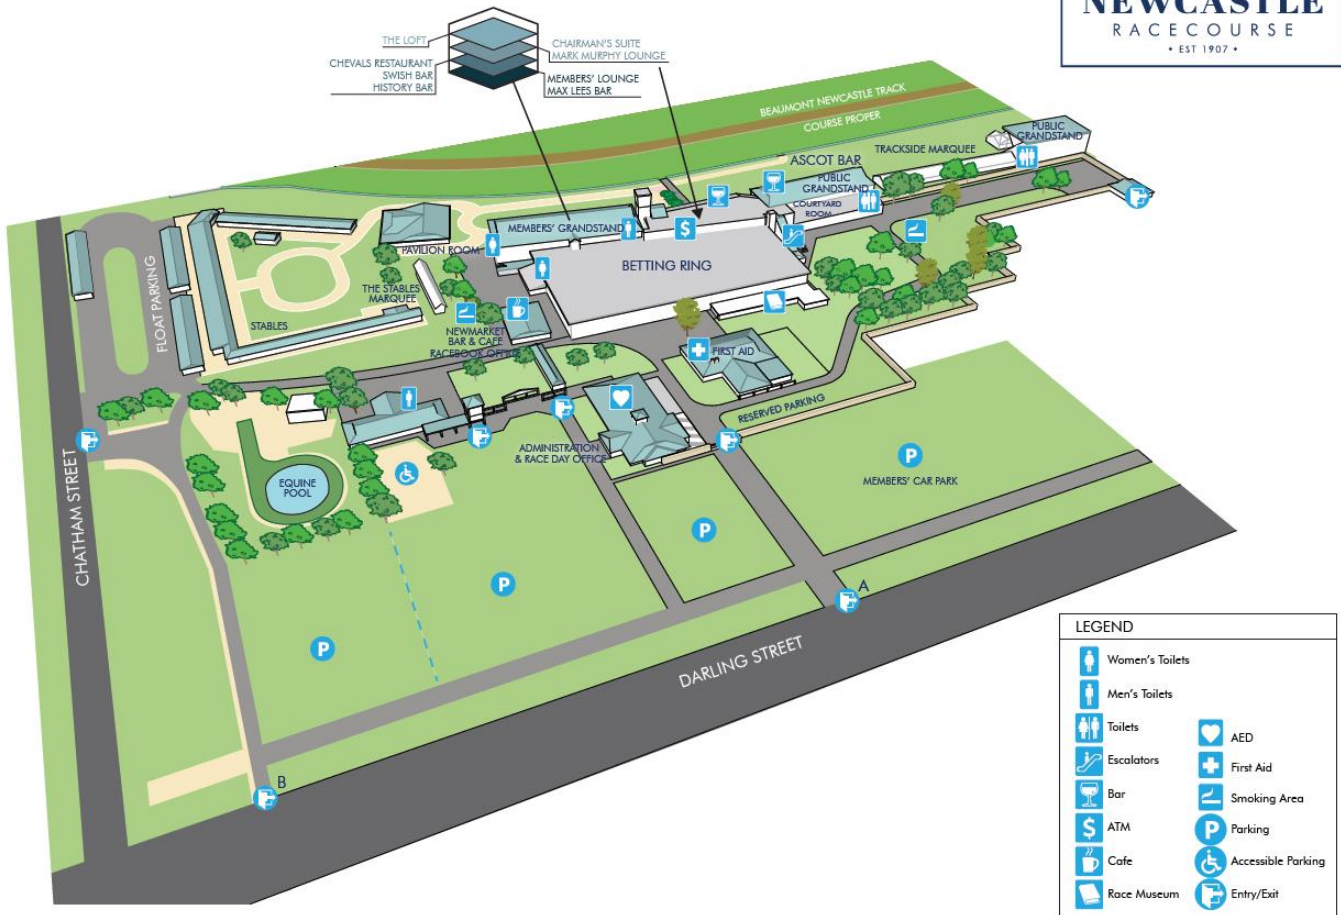 NEWCASTLE
RACECOURSE
• EST 1907 •
THE LOFT
CHEVALS RESTAURANT
SWISH BAR
HISTORY BAR
CHAIRMAN'S SUITE
MARK MURPHY LOUNGE
MEMBERS' LOUNGE
MAX LEES BAR
BEAUMONT NEWCASTLE TRACK
COURSE PROPER
PUBLIC
GRANDSTAND
TRACKSIDE MARQUEE
ASCOT BAR
PUBLIC
GRANDSTAND
COURTYARD
ROOM
MEMBERS' GRANDSTAND
$
PAVILION ROOM
BETTING RING
THE STABLES
MARQUEE
STABLES
FLOAT PARKING
NEWMARKET
BAR & CAFE
RACEBOOK
FIRST AID
RESERVED PARKING
ADMINISTRATION
& RACE DAY OFFICE
P
MEMBERS' CAR PARK
EQUINE
POOL
CHATHAM STREET
P
P
P
A
DARLING STREET
B
LEGEND
Women's Toilets
Men's Toilets
Toilets
Escalators
Bar
$ ATM
Cafe
Race Museum
AED
First Aid
Smoking Area
P Parking
Accessible Parking
Entry/Exit